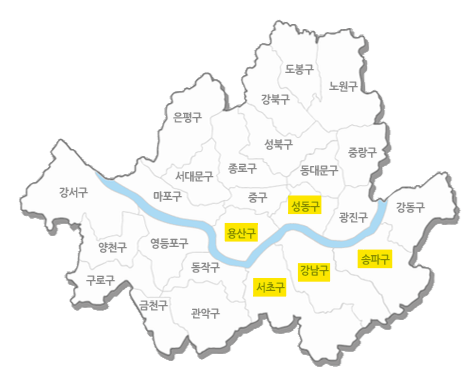 도봉구
노원구
강북구
은평구
성북구
중랑구
종로구
동대문구
서대문구
강서구
마포구
중구
성동구
강동구
광진구
용산구
영등포구
양천구
송파구
동작구
강남구
구로구
서초구
금천구
관악구